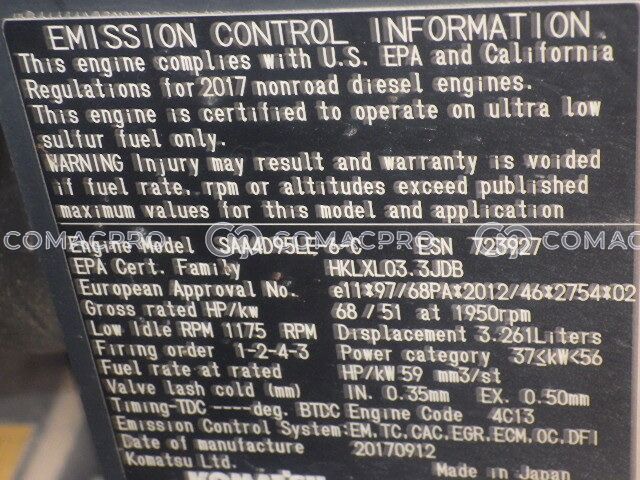 EMISSION CONTROL INFORMATION
This engine complies with U.S. EPA and California
Regulations for 2017 nonroad diesel engines.
This engine is certified to operate on ultra low
sulfur fuel only.
WARNING Injury may result and warranty is voided
if fuel rate, rpm or altitudes exceed published
maximum values for this model and application
Engine Model SAA4D95LE-6-C ESN 723927
COMACPRO COMACPRO COMACPRO
EPA Cert. Family HKLXL03.3JDB
European Approval No. e11*97/68PA*2012/46*2754*02
Gross rated HP/kw 68/51 at 1950rpm
Low Idle RPM 1175 RPM Displacement 3.261Liters
Firing order 1-2-4-3 Power category 37≤kW<56
Fuel rate at rated HP/kW 59 mm3/st
Valve lash cold (mm) IN. 0.35mm EX. 0.50mm
Timing-TDC ----deg. BTDC Engine Code 4C13
Emission Control System:EM,TC,CAC,EGR,ECM,OC,DFI
Date of manufacture 20170912
Komatsu Ltd. Made in Japan
KOMATSU